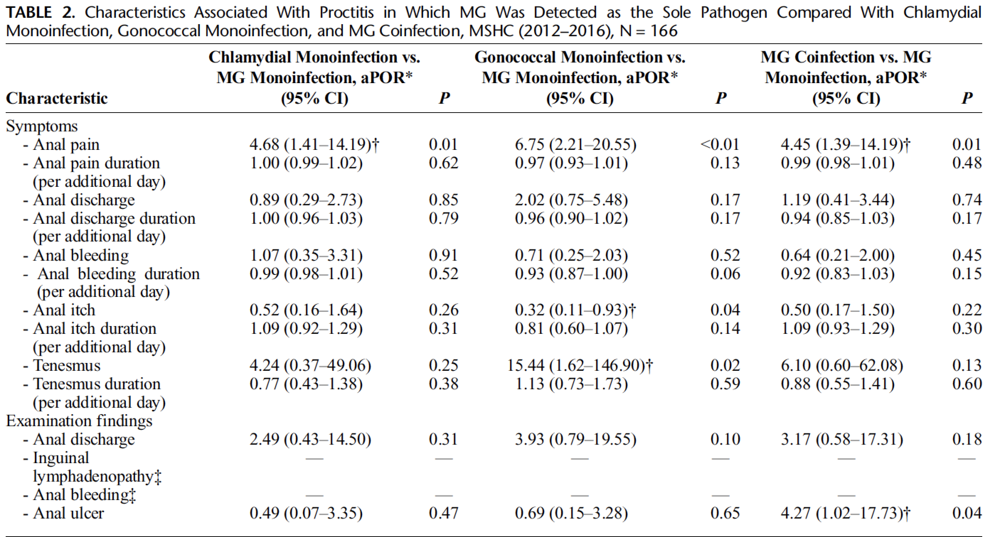 TABLE 2. Characteristics Associated With Proctitis in Which MG Was Detected as the Sole Pathogen Compared With Chlamydial
Monoinfection, Gonococcal Monoinfection, and MG Coinfection, MSHC (2012–2016), N = 166
Chlamydial Monoinfection vs. Gonococcal Monoinfection vs. MG Coinfection vs. MG
MG Monoinfection, aPOR* MG Monoinfection, aPOR* Monoinfection, aPOR*
Characteristic (95% CI) P (95% CI) P (95% CI) P
Symptoms
- Anal pain 4.68 (1.41–14.19)† 0.01 6.75 (2.21–20.55) <0.01 4.45 (1.39–14.19)† 0.01
- Anal pain duration 1.00 (0.99–1.02) 0.62 0.97 (0.93–1.01) 0.13 0.99 (0.98–1.01) 0.48
(per additional day)
- Anal discharge 0.89 (0.29–2.73) 0.85 2.02 (0.75–5.48) 0.17 1.19 (0.41–3.44) 0.74
- Anal discharge duration 1.00 (0.96–1.03) 0.79 0.96 (0.90–1.02) 0.17 0.94 (0.85–1.03) 0.17
(per additional day)
- Anal bleeding 1.07 (0.35–3.31) 0.91 0.71 (0.25–2.03) 0.52 0.64 (0.21–2.00) 0.45
- Anal bleeding duration 0.99 (0.98–1.01) 0.52 0.93 (0.87–1.00) 0.06 0.92 (0.83–1.03) 0.15
(per additional day)
- Anal itch 0.52 (0.16–1.64) 0.26 0.32 (0.11–0.93)† 0.04 0.50 (0.17–1.50) 0.22
- Anal itch duration 1.09 (0.92–1.29) 0.31 0.81 (0.60–1.07) 0.14 1.09 (0.93–1.29) 0.30
(per additional day)
- Tenesmus 4.24 (0.37–49.06) 0.25 15.44 (1.62–146.90)† 0.02 6.10 (0.60–62.08) 0.13
- Tenesmus duration 0.77 (0.43–1.38) 0.38 1.13 (0.73–1.73) 0.59 0.88 (0.55–1.41) 0.60
(per additional day)
Examination findings
- Anal discharge 2.49 (0.43–14.50) 0.31 3.93 (0.79–19.55) 0.10 3.17 (0.58–17.31) 0.18
- Inguinal — — — — — —
lymphadenopathy‡
- Anal bleeding‡ — — — — — —
- Anal ulcer 0.49 (0.07–3.35) 0.47 0.69 (0.15–3.28) 0.65 4.27 (1.02–17.73)† 0.04